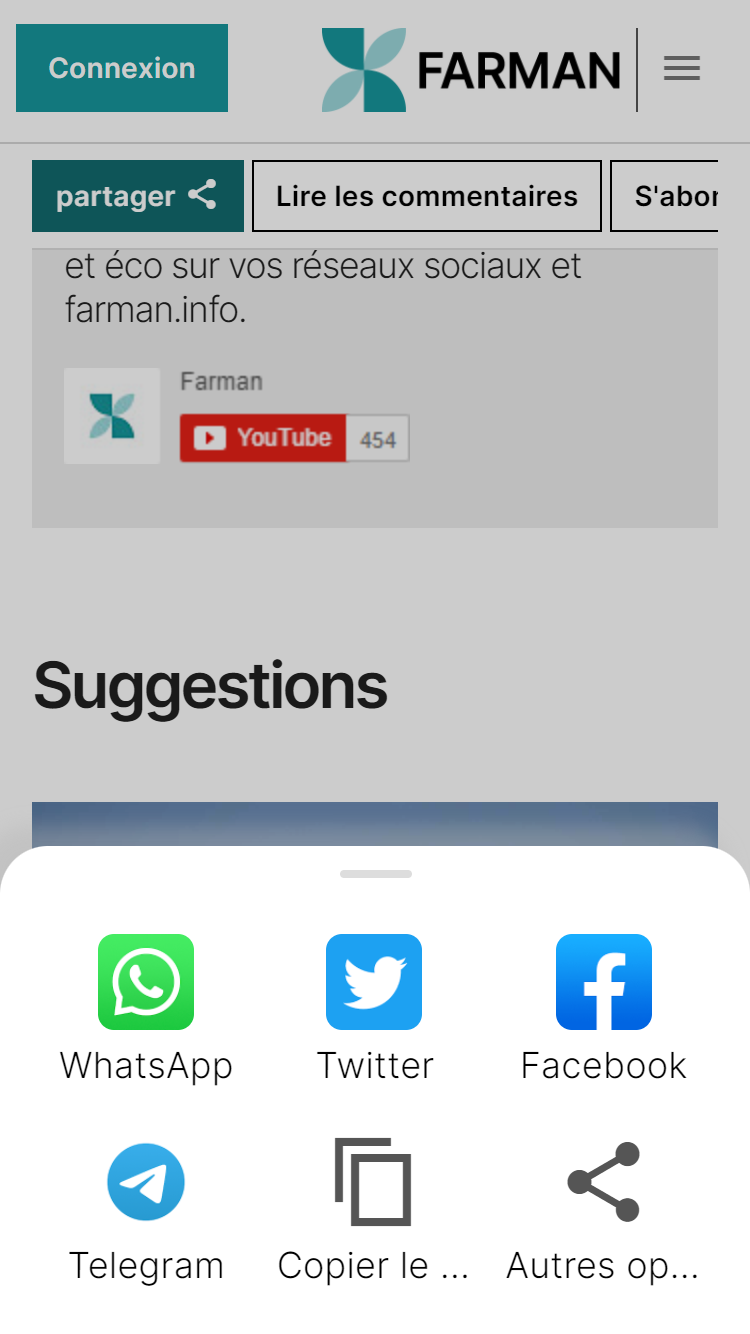 Connexion
FARMAN
partager
Lire les commentaires
S'abor
et éco sur vos réseaux sociaux et
farman.info.
Farman
YouTube
454
Suggestions
WhatsApp
Twitter
Facebook
Telegram
Copier le ...
Autres op...